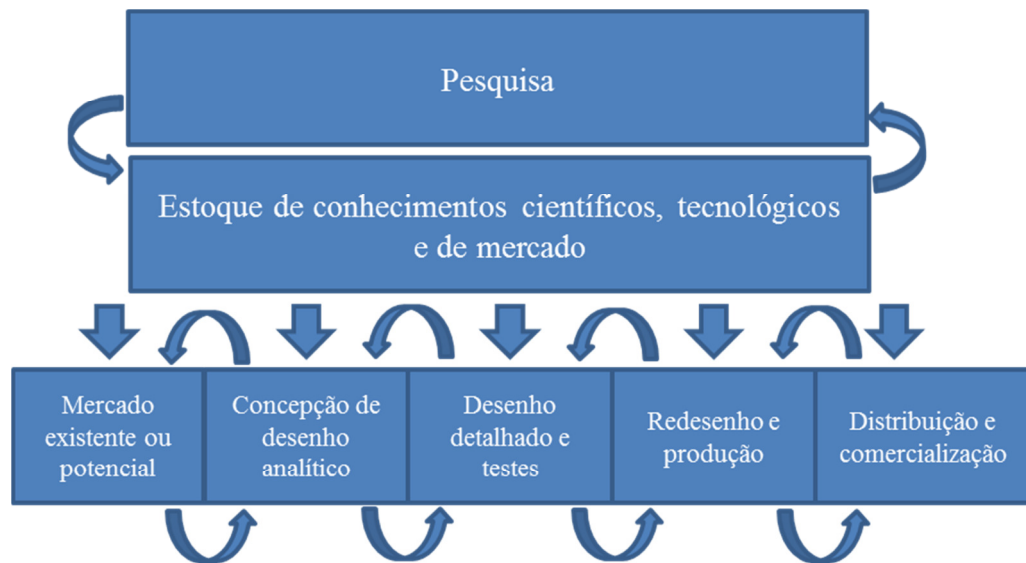 Pesquisa
Estoque de conhecimentos científicos, tecnológicos
e de mercado
Mercado
existente ou
potencial
Concepção de
desenho
analítico
Desenho
detalhado e
testes
Redesenho e
produção
Distribuição e
comercialização